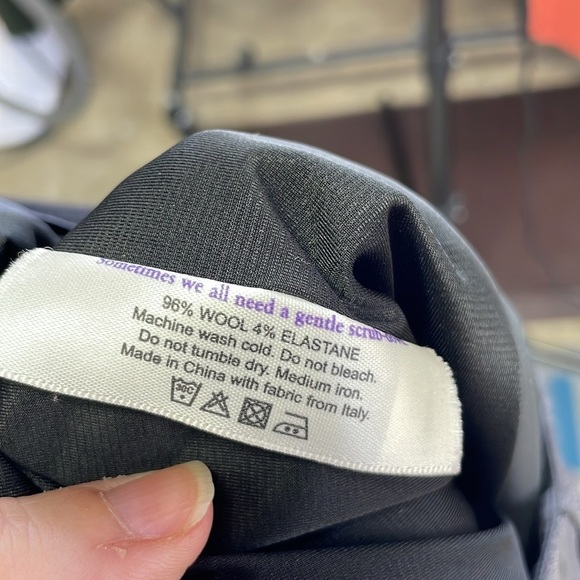 Sometimes we all need a gentle
96% WOOL 4% ELASTANE
Machine wash cold. Do not bleach.
Do not tumble dry. Medium iron.
Made in China with fabric from Italy.
30C